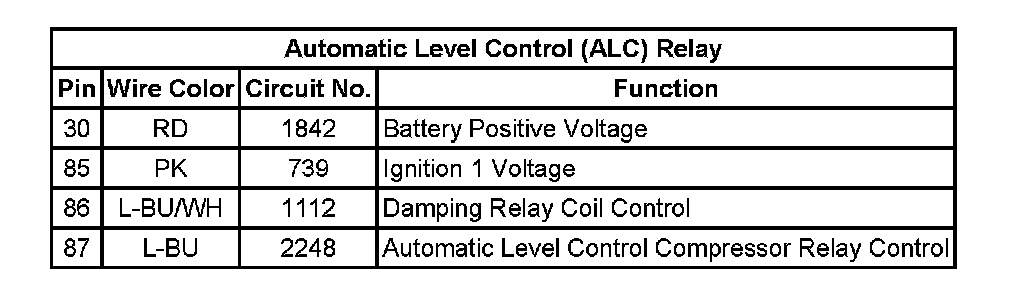 Automatic Level Control (ALC) Relay
Pin Wire Color Circuit No. Function
30 RD 1842 Battery Positive Voltage
85 PK 739 Ignition 1 Voltage
86 L-BU/WH 1112 Damping Relay Coil Control
87 L-BU 2248 Automatic Level Control Compressor Relay Control